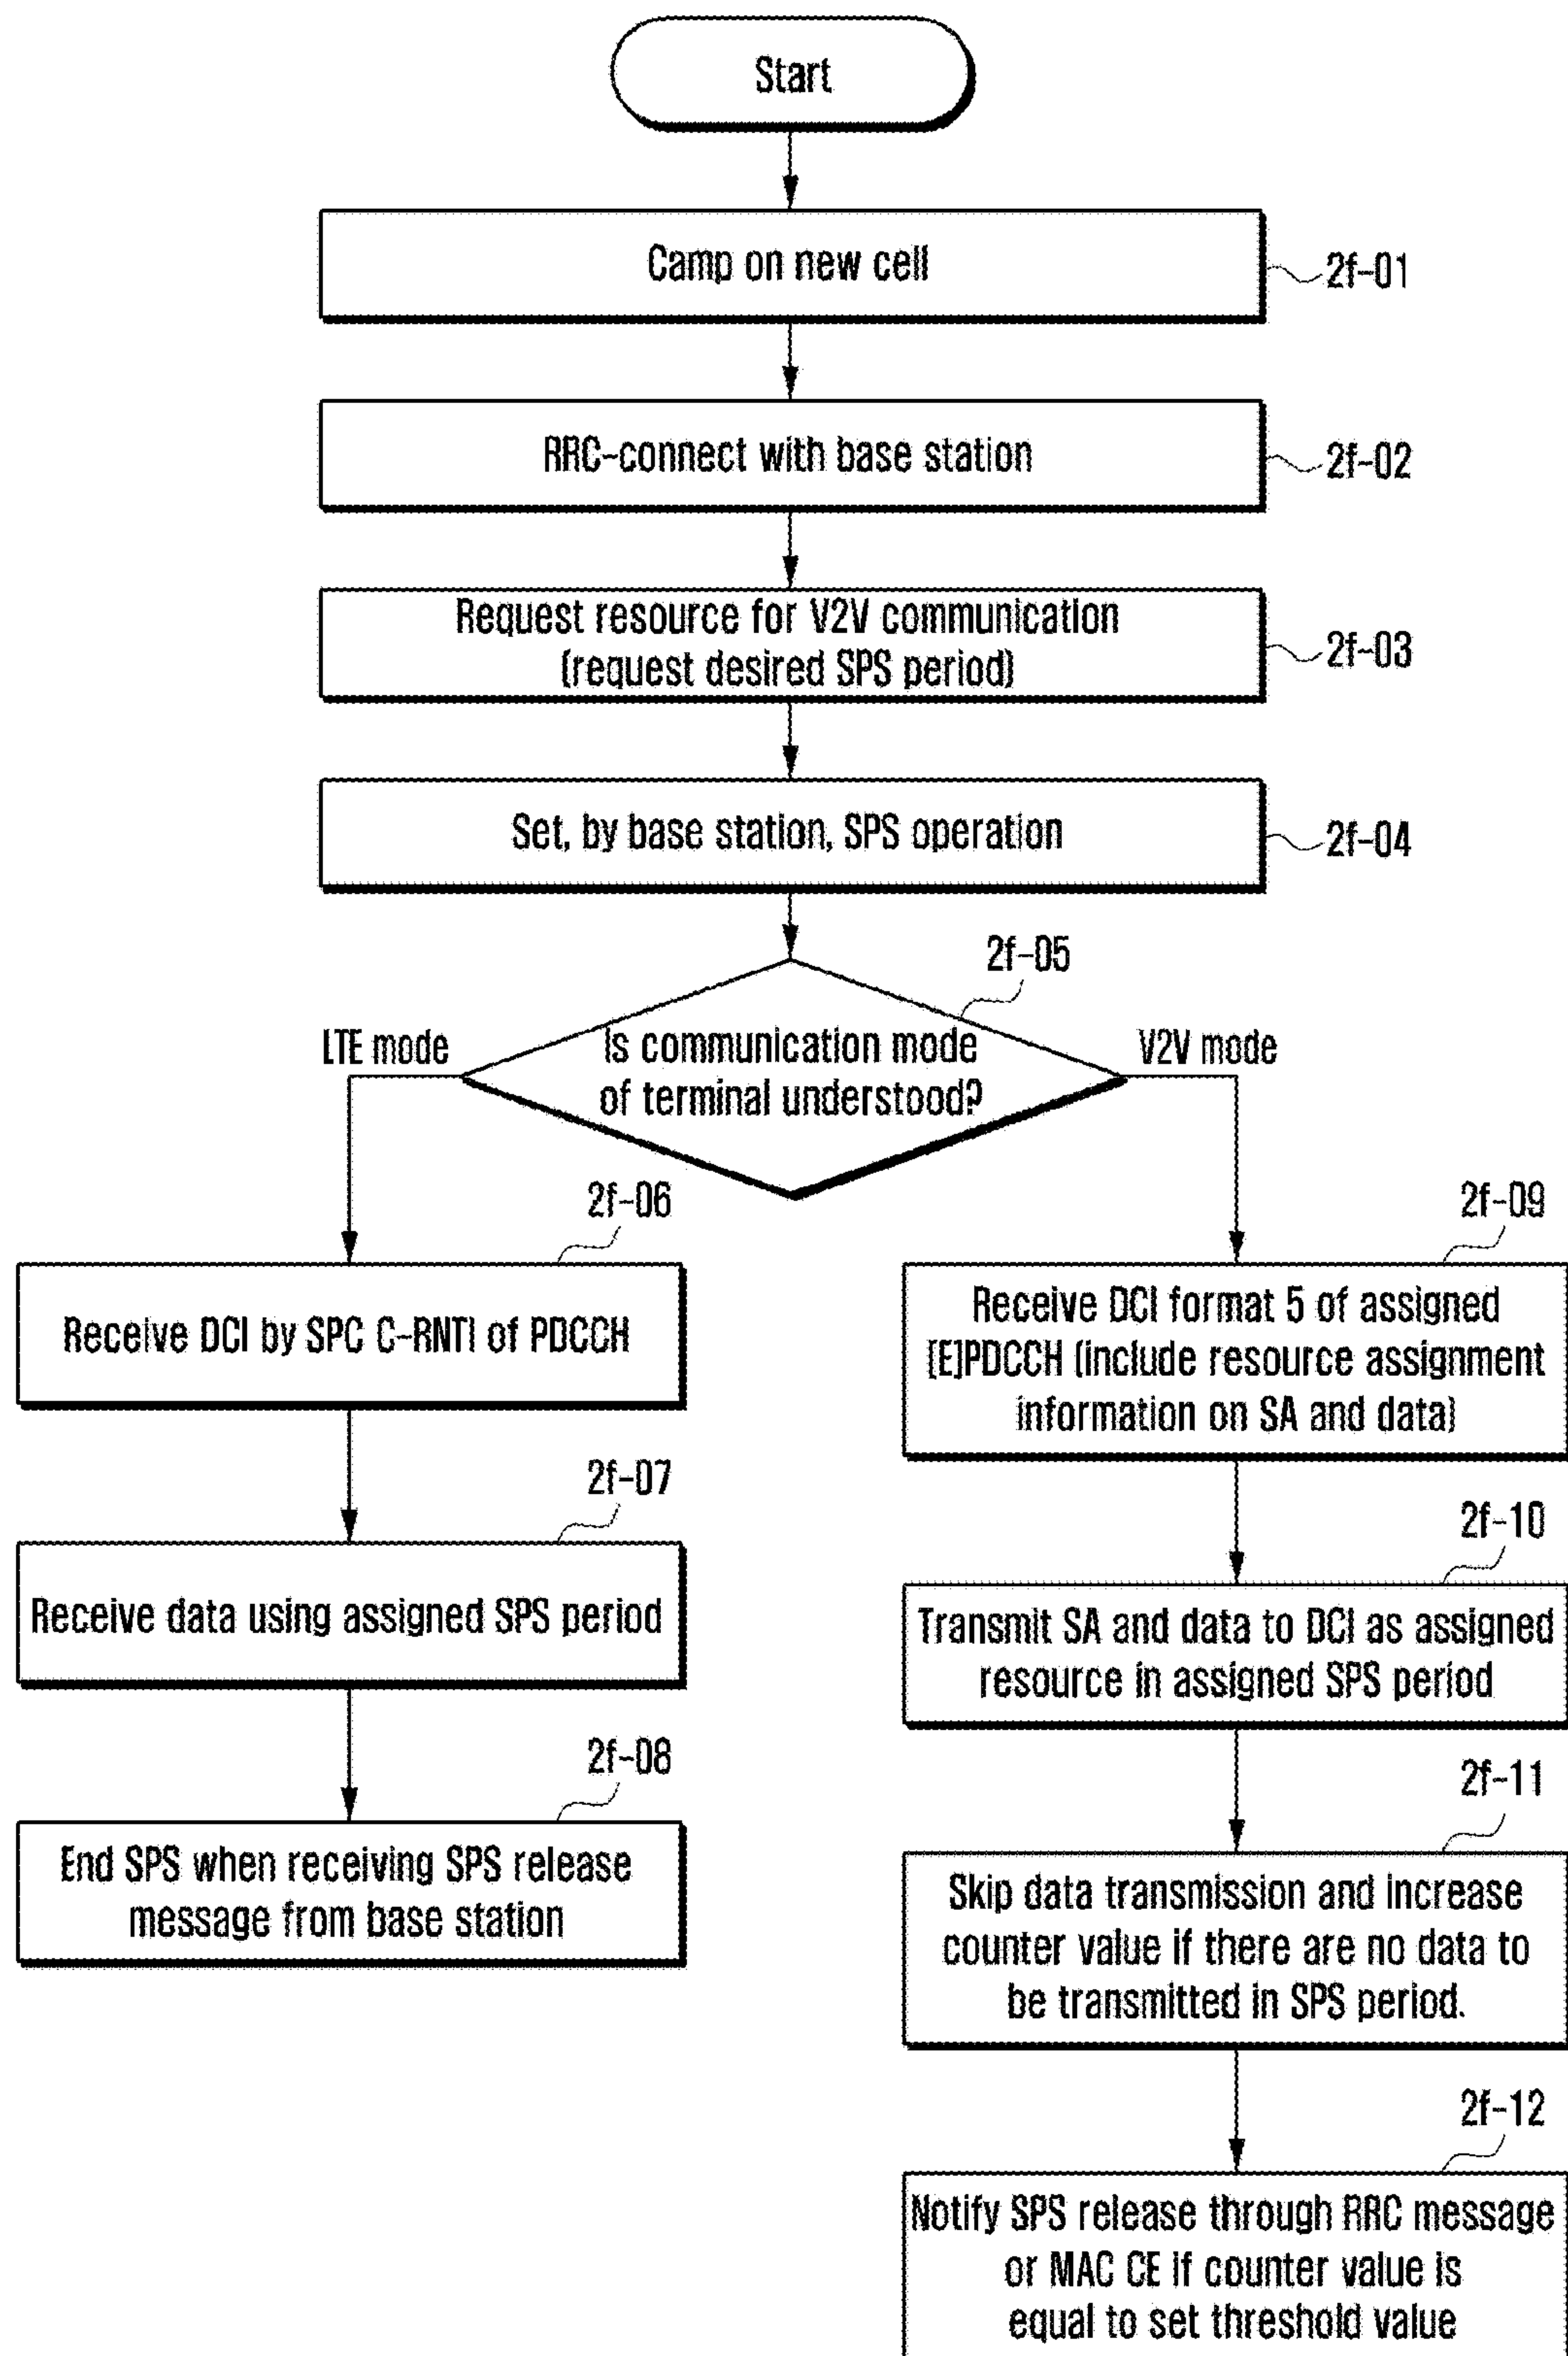 Start
Camp on new cell
2f-01
RRC-connect with base station
2f-02
Request resource for V2V communication
(request desired SPS period)
2f-03
Set, by base station, SPS operation
2f-04
2f-05
LTE mode
Is communication mode
of terminal understood?
V2V mode
2f-06
Receive DCI by SPC C-RNTI of PDCCH
2f-07
Receive data using assigned SPS period
2f-08
End SPS when receiving SPS release
message from base station
2f-09
Receive DCI format 5 of assigned
(E)PDCCH (include resource assignment
information on SA and data)
2f-10
Transmit SA and data to DCI as assigned
resource in assigned SPS period
2f-11
Skip data transmission and increase
counter value if there are no data to
be transmitted in SPS period.
2f-12
Notify SPS release through RRC message
or MAC CE if counter value is
equal to set threshold value